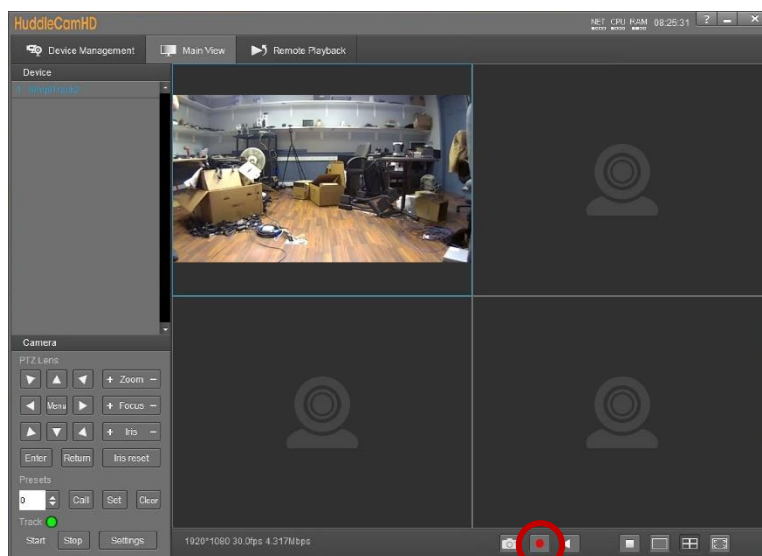 HuddleCamHD
NET CPU RAM 08:25:31 ? – ×
Device Management Main View Remote Playback
Device
Camera
PTZ Lens
+ Zoom –
Menu + Focus –
+ Iris –
Enter Return Iris reset
Presets
0 Call Set Clear
Track
Start Stop Settings
1920*1080 30.0fps 4.317Mbps